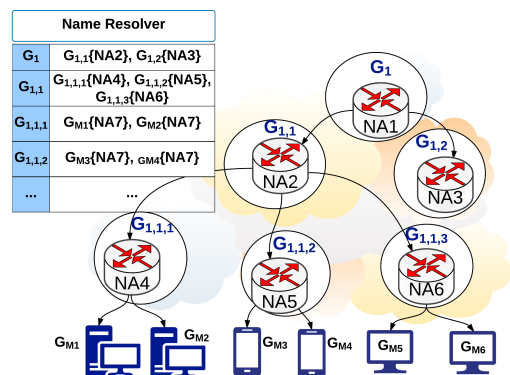 Name Resolver
G1 G1,1{NA2}, G1,2{NA3}
G1,1 G1,1,1{NA4}, G1,1,2{NA5},
G1,1,3{NA6}
G1,1,1 GM1{NA7}, GM2{NA7}
G1,1,2 GM3{NA7}, GM4{NA7}
... ...
G1
NA1
G1,1
NA2
G1,2
NA3
G1,1,1
NA4
G1,1,2
NA5
G1,1,3
NA6
GM1
GM2
GM3
GM4
GM5
GM6